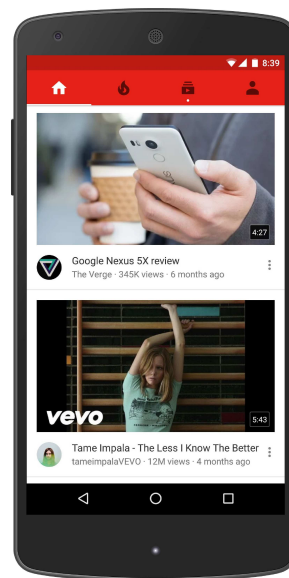 8:39
4:27
Google Nexus 5X review
The Verge · 345K views · 6 months ago
vevo
5:43
Tame Impala - The Less I Know The Better
tameimpalaVEVO · 12M views · 4 months ago